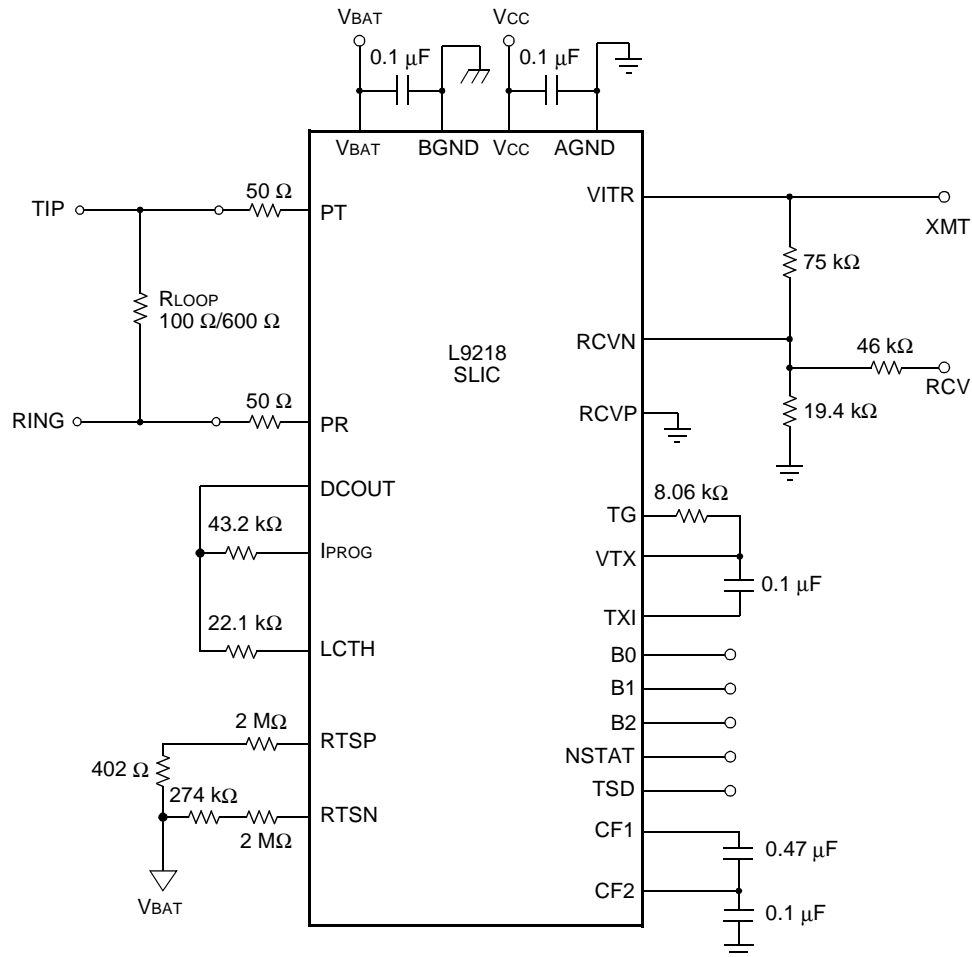 VBAT
VCC
0.1 μF
0.1 μF
VBAT
BGND
VCC
AGND
TIP
50 Ω
PT
VITR
XMT
75 kΩ
RLOOP
100 Ω/600 Ω
L9218
SLIC
RCVN
46 kΩ
RCV
RING
50 Ω
PR
RCVP
19.4 kΩ
DCOUT
43.2 kΩ
IPROG
22.1 kΩ
LCTH
TG
8.06 kΩ
VTX
0.1 μF
TXI
B0
B1
B2
NSTAT
TSD
2 MΩ
RTSP
402 Ω
274 kΩ
RTSN
2 MΩ
VBAT
CF1
0.47 μF
CF2
0.1 μF